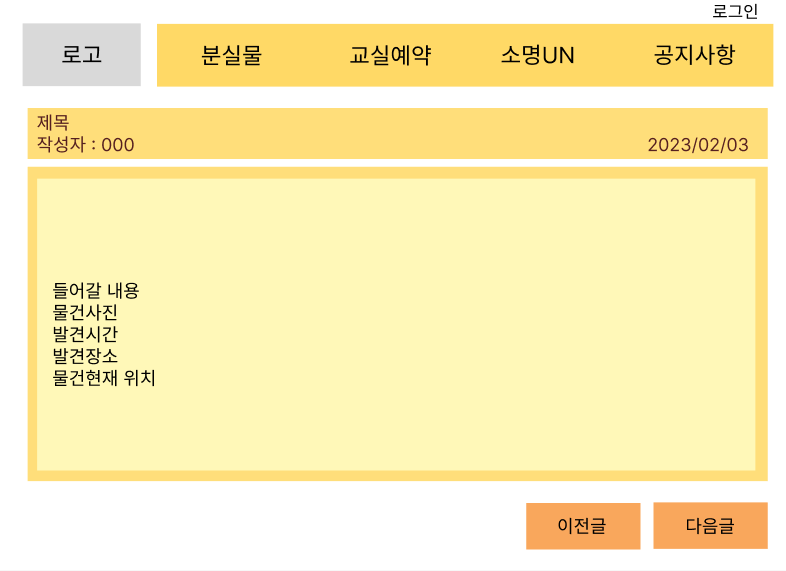 로그인
로고 분실물 교실예약 소명UN 공지사항
제목
작성자 : 000 2023/02/03
들어갈 내용
물건사진
발견시간
발견장소
물건현재 위치
이전글 다음글